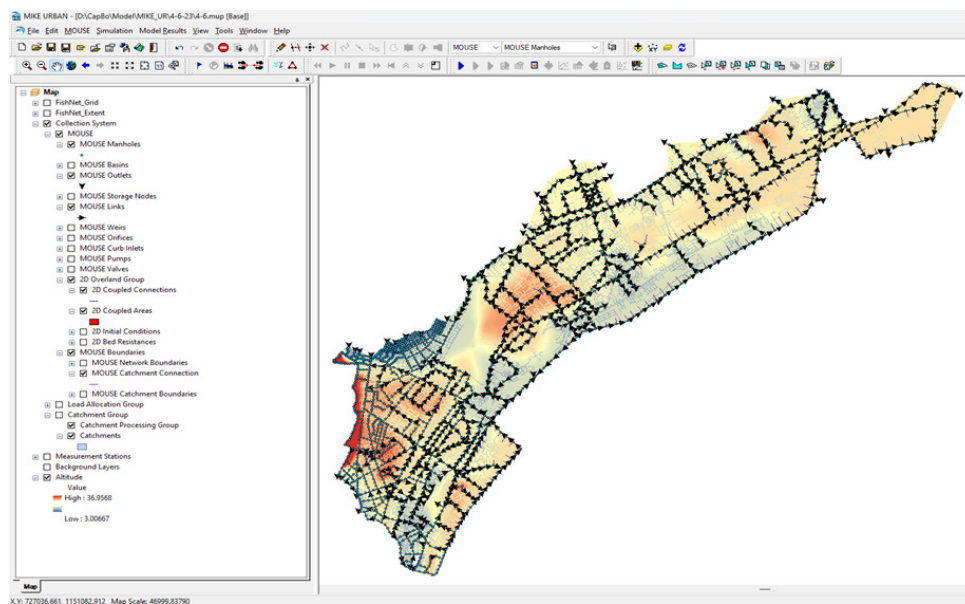 MIKE URBAN - [D:\CapBo\Model\MIKE_UR\4-6-23\4-6.mup [Base]]
File Edit MOUSE Simulation Model Results View Tools Window Help
MOUSE MOUSE Manholes
Map
FishNet_Grid
FishNet_Extent
Collection System
MOUSE
MOUSE Manholes
MOUSE Basins
MOUSE Outlets
MOUSE Storage Nodes
MOUSE Links
MOUSE Weirs
MOUSE Orifices
MOUSE Curb Inlets
MOUSE Pumps
MOUSE Valves
2D Overland Group
2D Coupled Connections
2D Coupled Areas
2D Initial Conditions
2D Bed Resistances
MOUSE Boundaries
MOUSE Network Boundaries
MOUSE Catchment Connection
MOUSE Catchment Boundaries
Load Allocation Group
Catchment Group
Catchment Processing Group
Catchments
Measurement Stations
Background Layers
Altitude
Value
High : 36.9568
Low : 3.00667
Map
X,Y: 727036.661, 1151082.912 Map Scale: 46999.83790